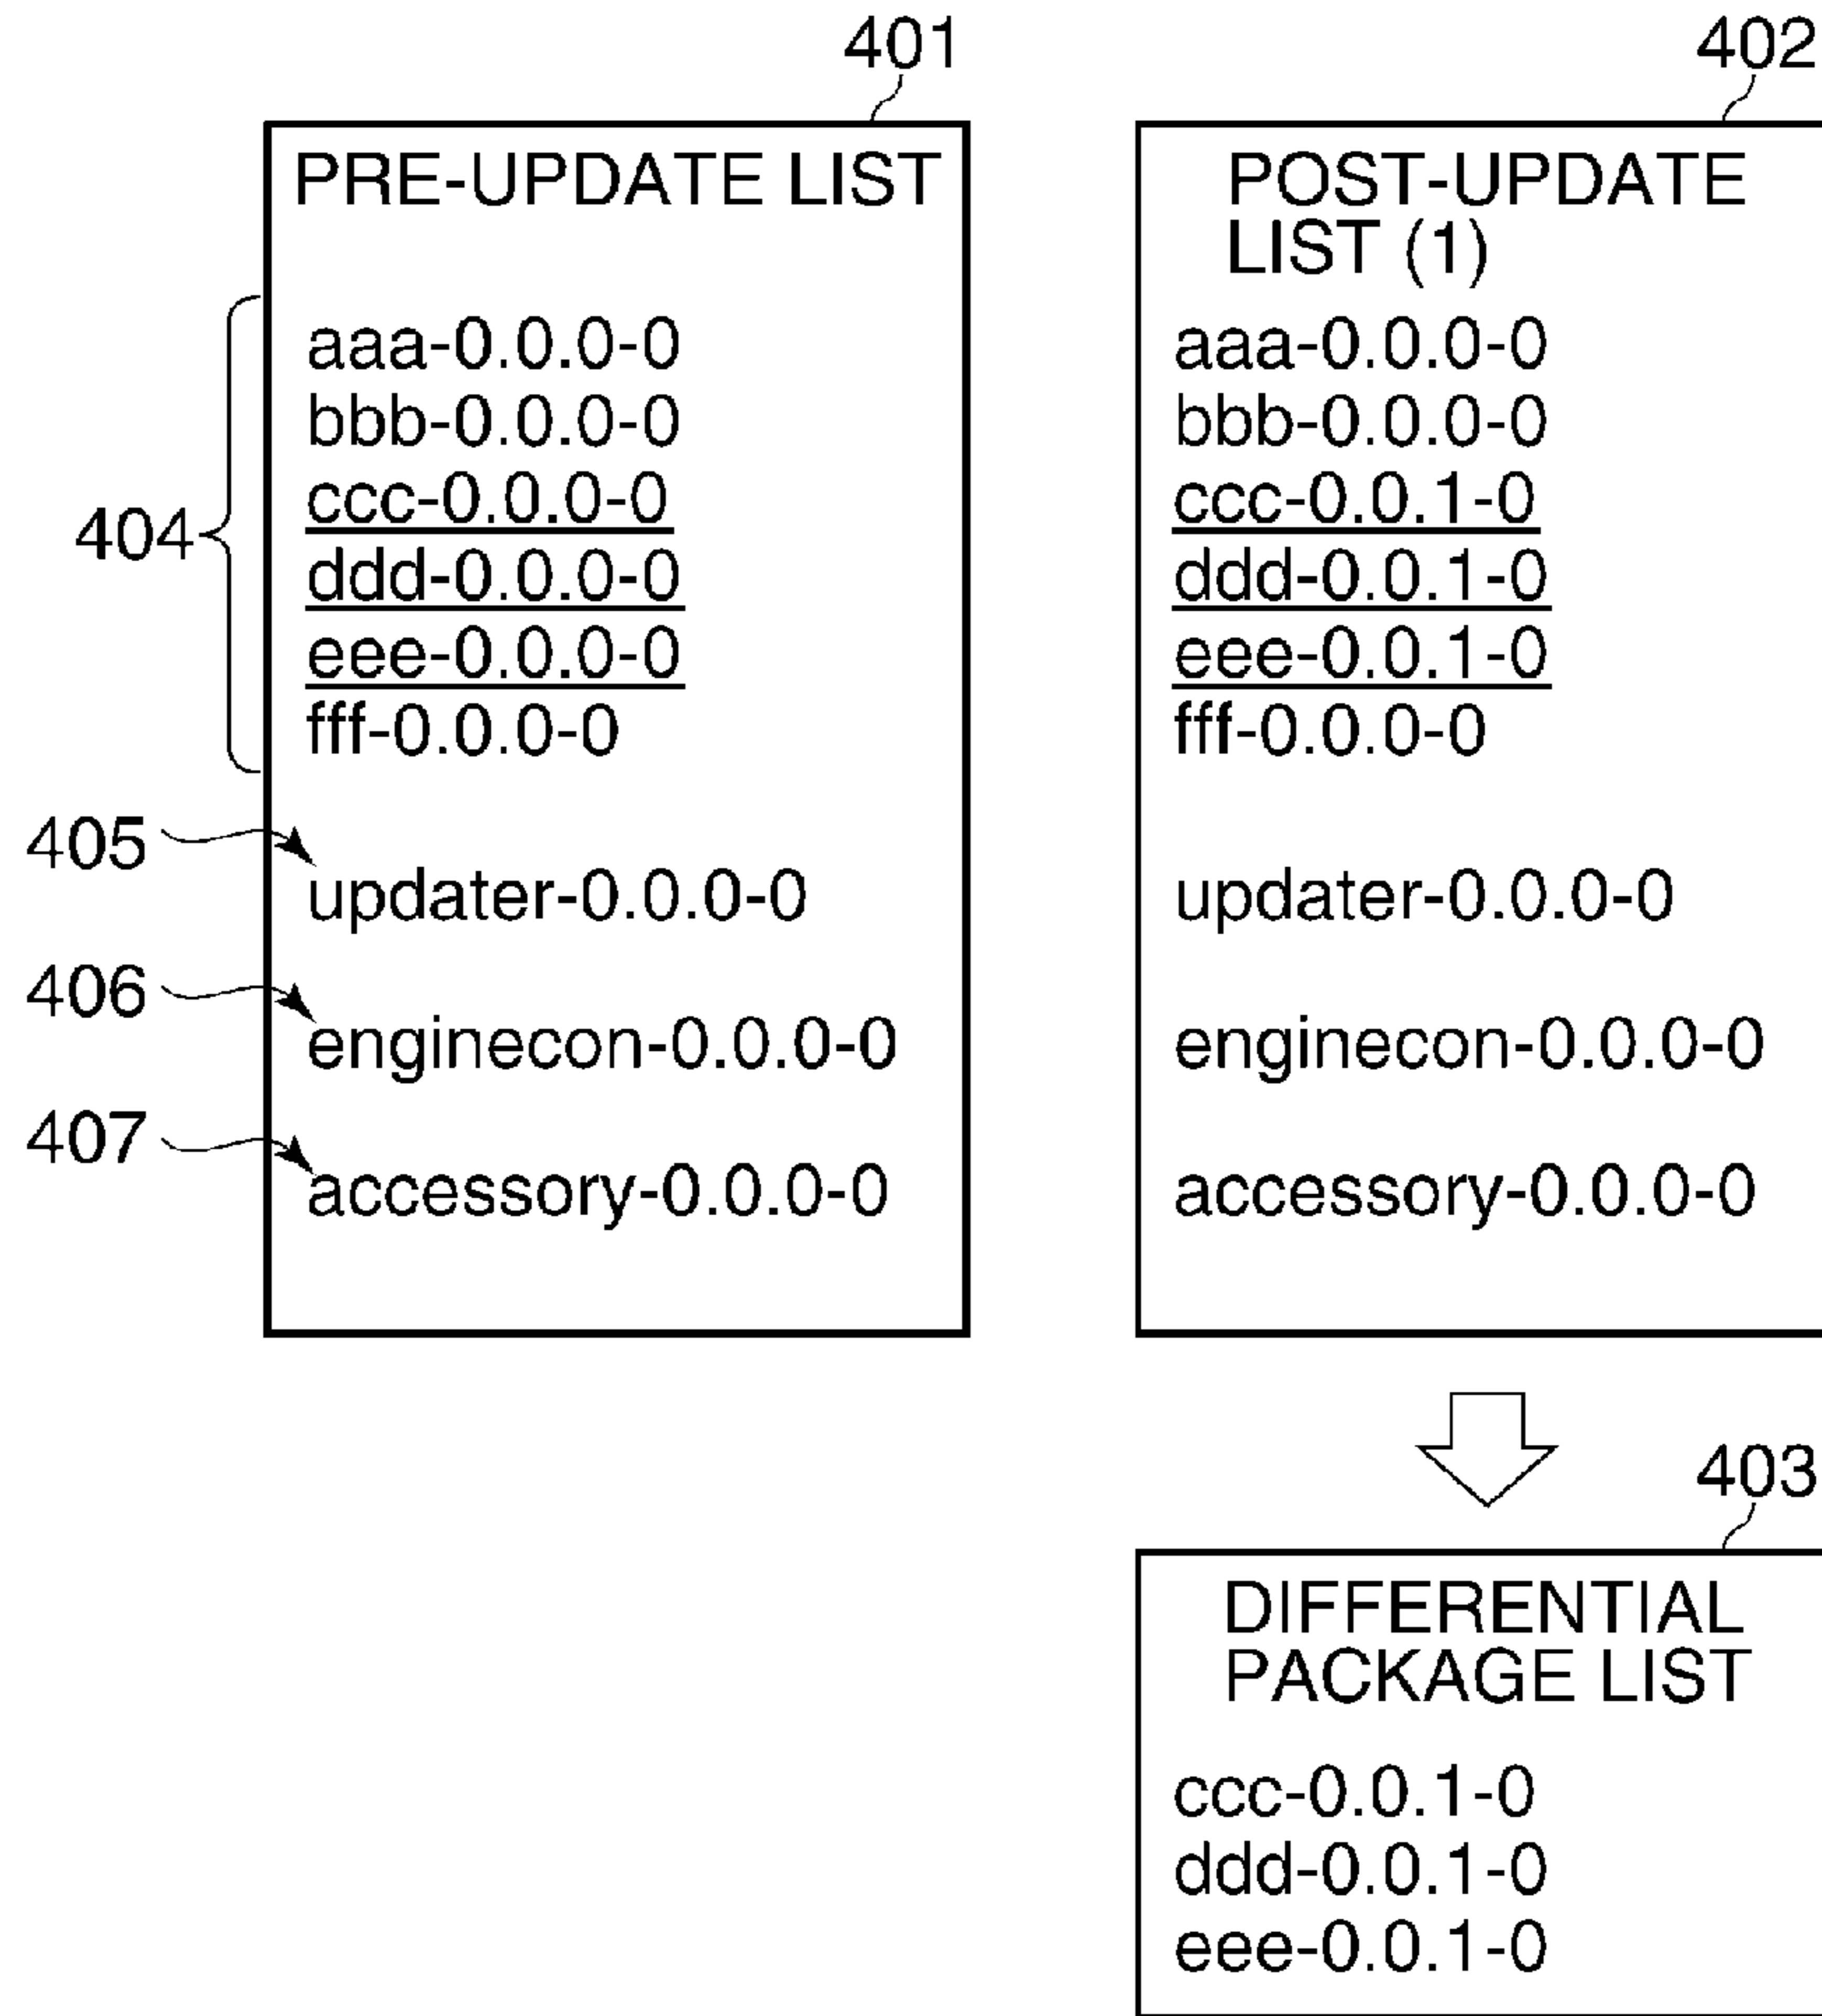 401
PRE-UPDATE LIST
404
aaa-0.0.0-0
bbb-0.0.0-0
ccc-0.0.0-0
ddd-0.0.0-0
eee-0.0.0-0
fff-0.0.0-0
405
updater-0.0.0-0
406
enginecon-0.0.0-0
407
accessory-0.0.0-0
402
POST-UPDATE
LIST (1)
aaa-0.0.0-0
bbb-0.0.0-0
ccc-0.0.1-0
ddd-0.0.1-0
eee-0.0.1-0
fff-0.0.0-0
updater-0.0.0-0
enginecon-0.0.0-0
accessory-0.0.0-0
403
DIFFERENTIAL
PACKAGE LIST
ccc-0.0.1-0
ddd-0.0.1-0
eee-0.0.1-0